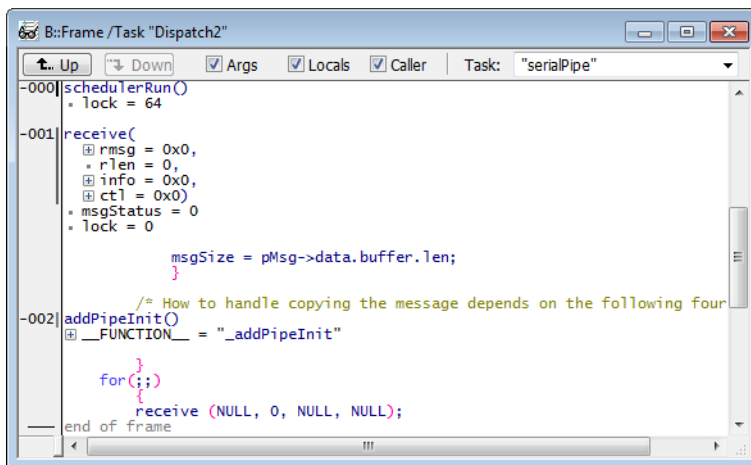 B::Frame /Task "Dispatch2"
Up Down Args Locals Caller Task: "serialPipe"
-000 schedulerRun()
lock = 64
-001 receive(
rmsg = 0x0,
rlen = 0,
info = 0x0,
ctl = 0x0)
msgStatus = 0
lock = 0
msgSize = pMsg->data.buffer.len;
}
/* How to handle copying the message depends on the following four
-002 addPipeInit()
__FUNCTION__ = "_addPipeInit"
}
for(;;)
{
receive (NULL, 0, NULL, NULL);
end of frame